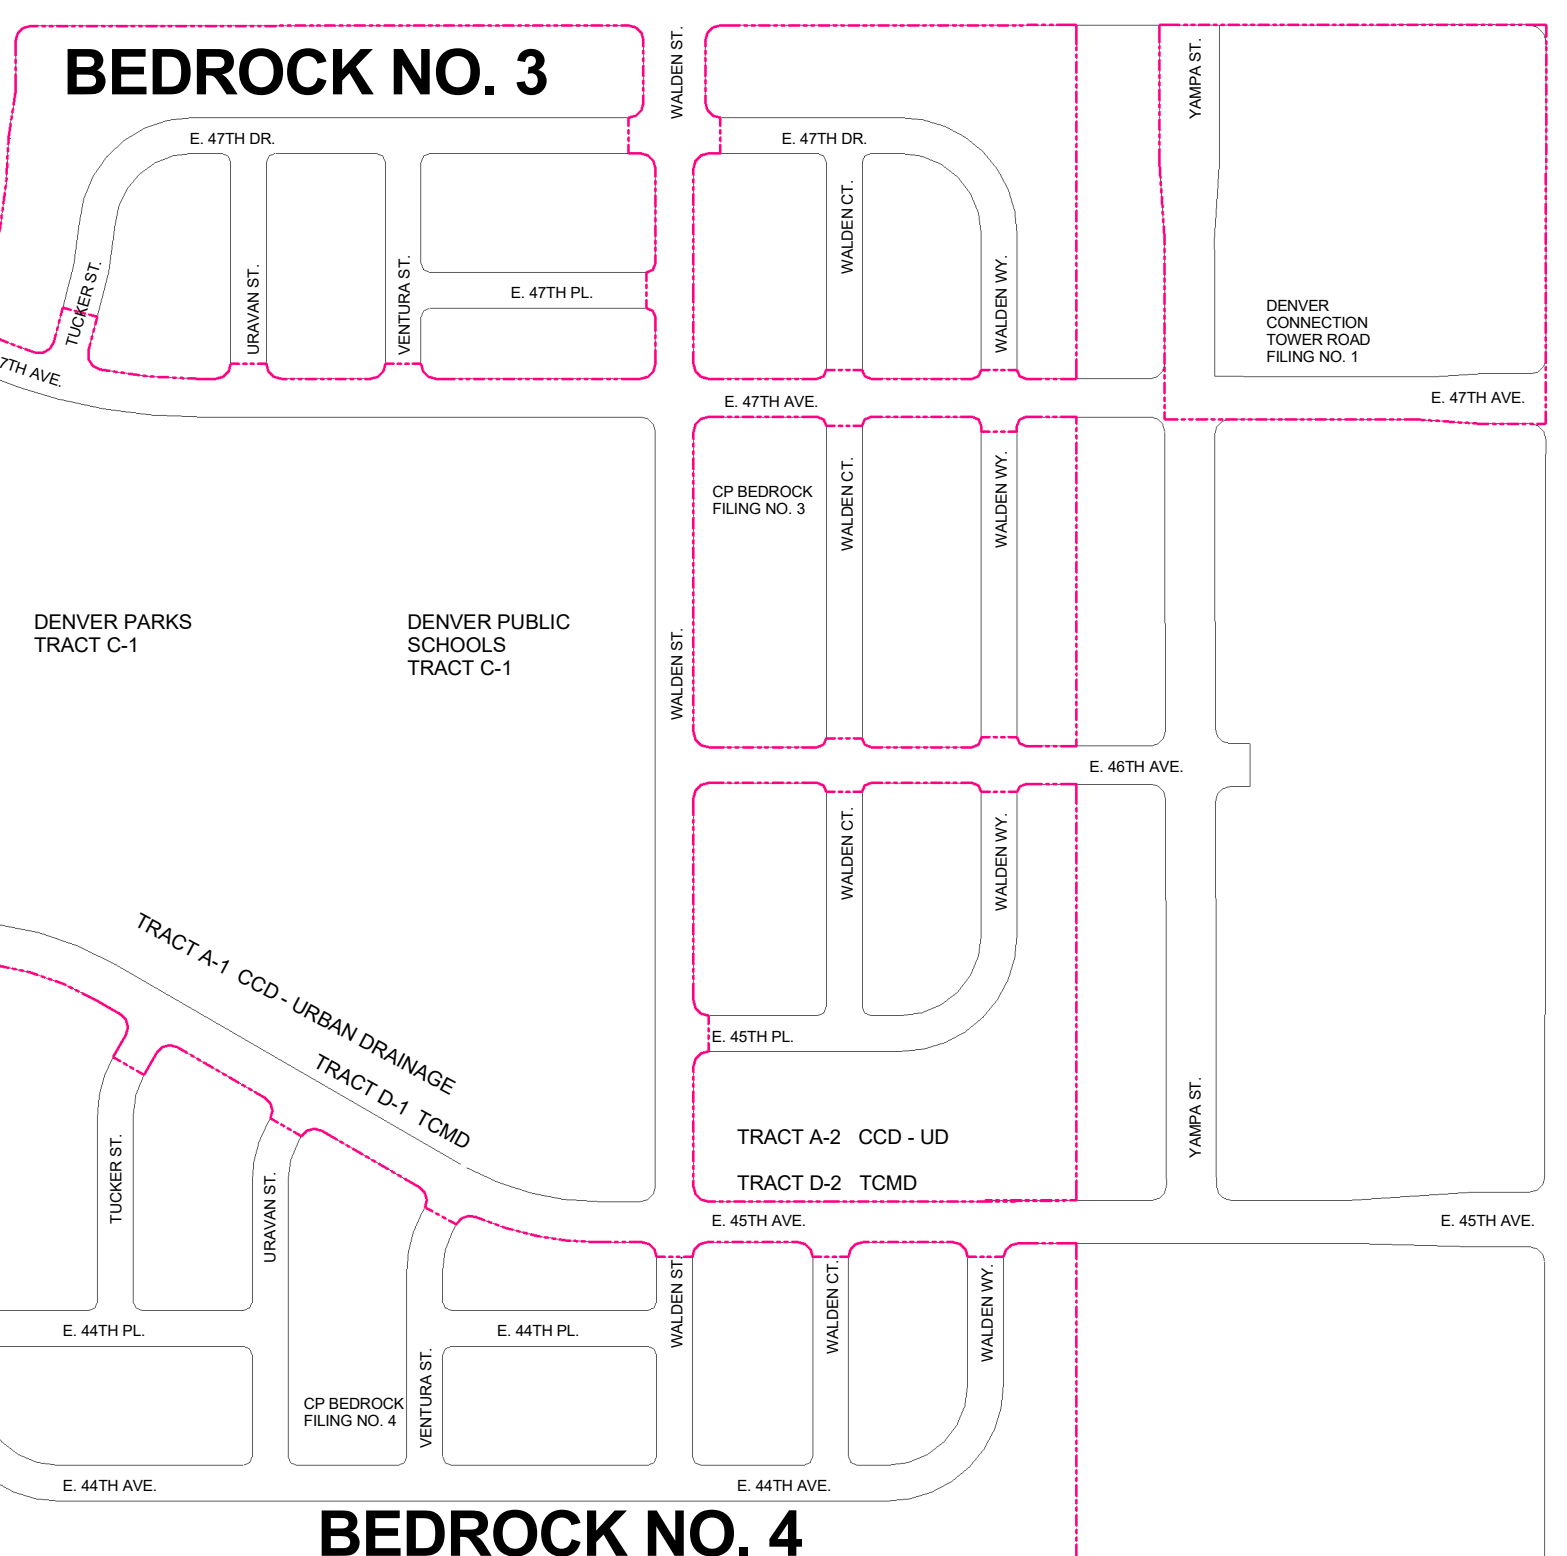 WALDEN ST.
YAMPA ST.
BEDROCK NO. 3
E. 47TH DR.
E. 47TH DR.
WALDEN CT.
TUCKER ST.
URAVAN ST.
VENTURA ST.
E. 47TH PL.
WALDEN WY.
DENVER
CONNECTION
TOWER ROAD
FILING NO. 1
7TH AVE.
E. 47TH AVE.
E. 47TH AVE.
CP BEDROCK
FILING NO. 3
WALDEN CT.
WALDEN WY.
DENVER PARKS
TRACT C-1
DENVER PUBLIC
SCHOOLS
TRACT C-1
WALDEN ST.
E. 46TH AVE.
WALDEN CT.
WALDEN WY.
TRACT A-1 CCD - URBAN DRAINAGE
TRACT D-1 TCMD
E. 45TH PL.
TRACT A-2 CCD - UD
TRACT D-2 TCMD
YAMPA ST.
TUCKER ST.
URAVAN ST.
E. 45TH AVE.
E. 45TH AVE.
WALDEN ST.
WALDEN CT.
WALDEN WY.
E. 44TH PL.
E. 44TH PL.
VENTURA ST.
CP BEDROCK
FILING NO. 4
E. 44TH AVE.
E. 44TH AVE.
BEDROCK NO. 4